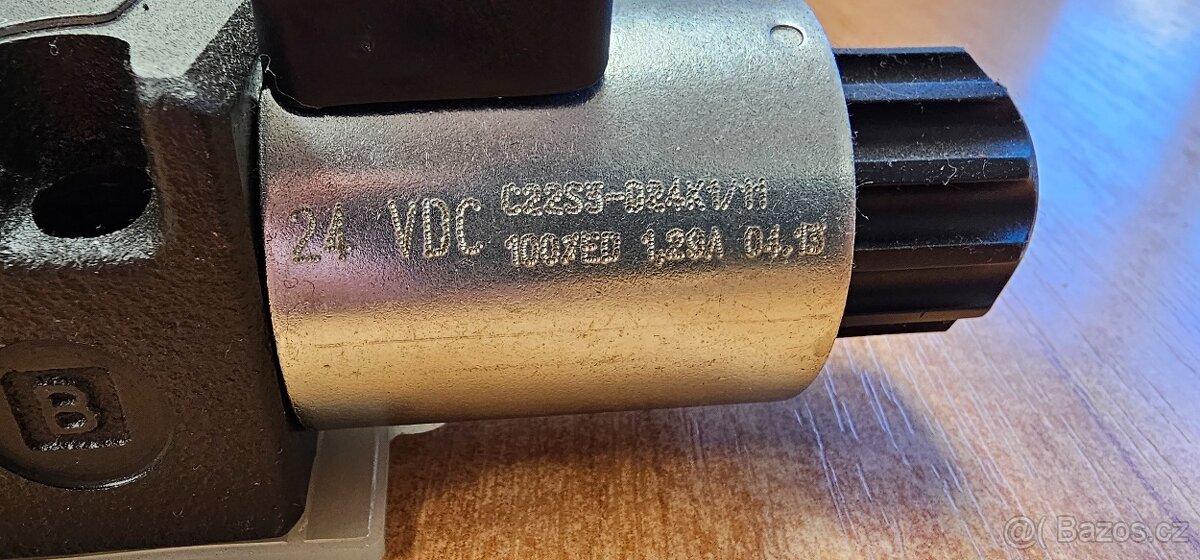 24 VDC
C22S3-D24K1/11
100%ED 1,29A 04.13
B
@( Bazos.cz